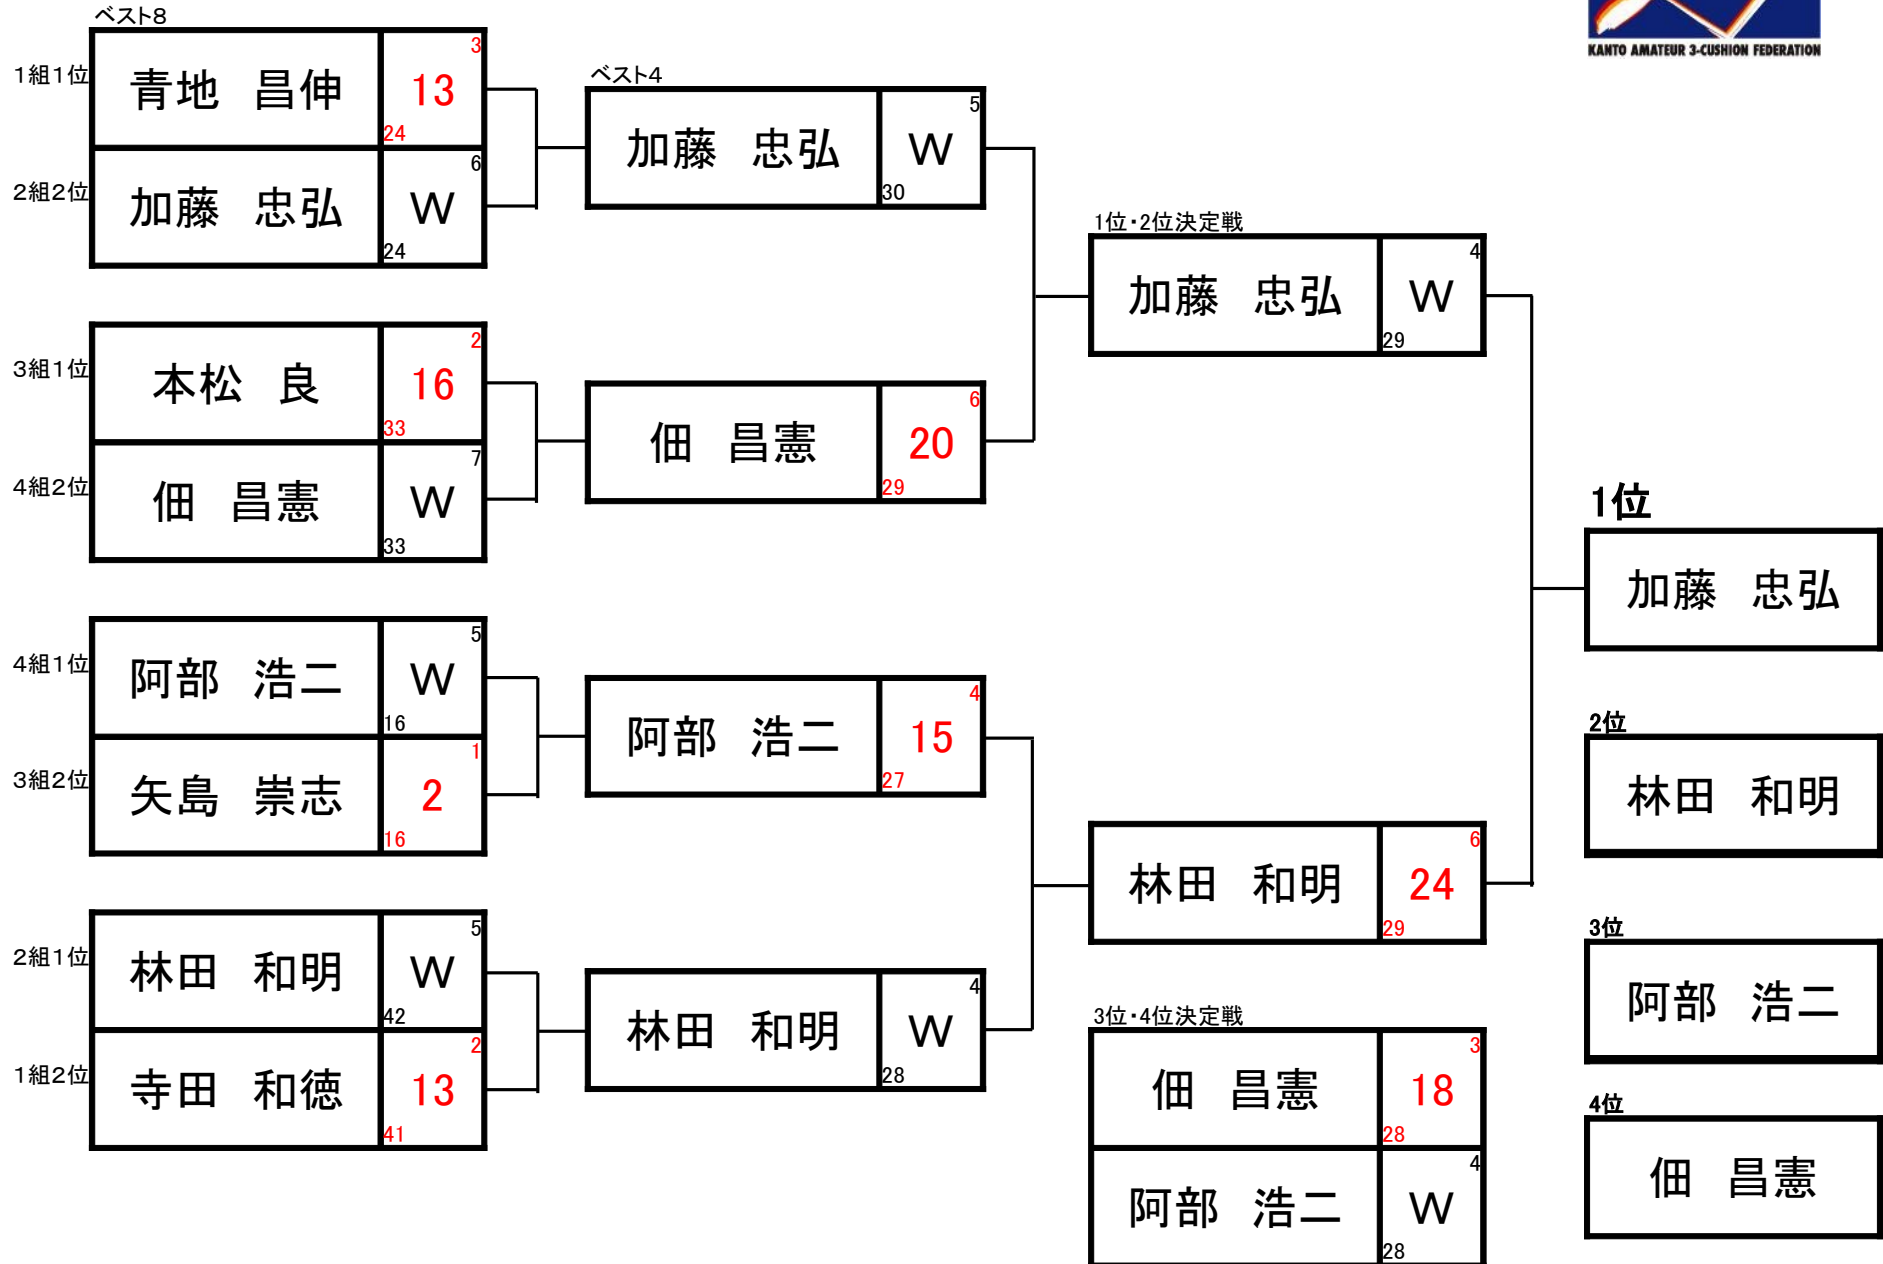 KANTO AMATEUR 3-CUSHION FEDERATION
ベスト8
1組1位
青地 昌伸
3
13
24
2組2位
加藤 忠弘
6
W
24
3組1位
本松 良
2
16
33
4組2位
佃 昌憲
7
W
33
4組1位
阿部 浩二
5
W
16
3組2位
矢島 崇志
1
2
16
2組1位
林田 和明
5
W
42
1組2位
寺田 和徳
2
13
41
ベスト4
加藤 忠弘
5
W
30
佃 昌憲
6
20
29
阿部 浩二
4
15
27
林田 和明
4
W
28
1位・2位決定戦
加藤 忠弘
4
W
29
林田 和明
6
24
29
3位・4位決定戦
佃 昌憲
3
18
28
阿部 浩二
4
W
28
1位
加藤 忠弘
2位
林田 和明
3位
阿部 浩二
4位
佃 昌憲